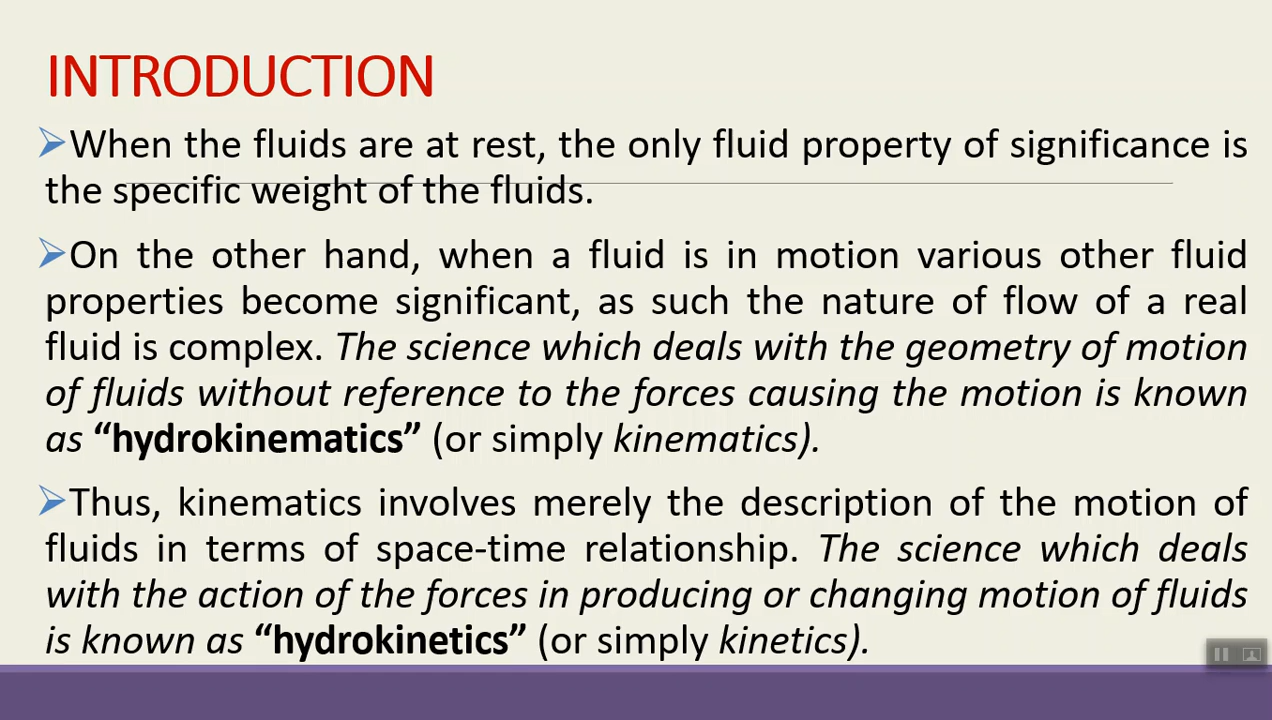 INTRODUCTION
➢When the fluids are at rest, the only fluid property of significance is
the specific weight of the fluids.
➢On the other hand, when a fluid is in motion various other fluid
properties become significant, as such the nature of flow of a real
fluid is complex. The science which deals with the geometry of motion
of fluids without reference to the forces causing the motion is known
as “hydrokinematics” (or simply kinematics).
➢Thus, kinematics involves merely the description of the motion of
fluids in terms of space-time relationship. The science which deals
with the action of the forces in producing or changing motion of fluids
is known as “hydrokinetics” (or simply kinetics).